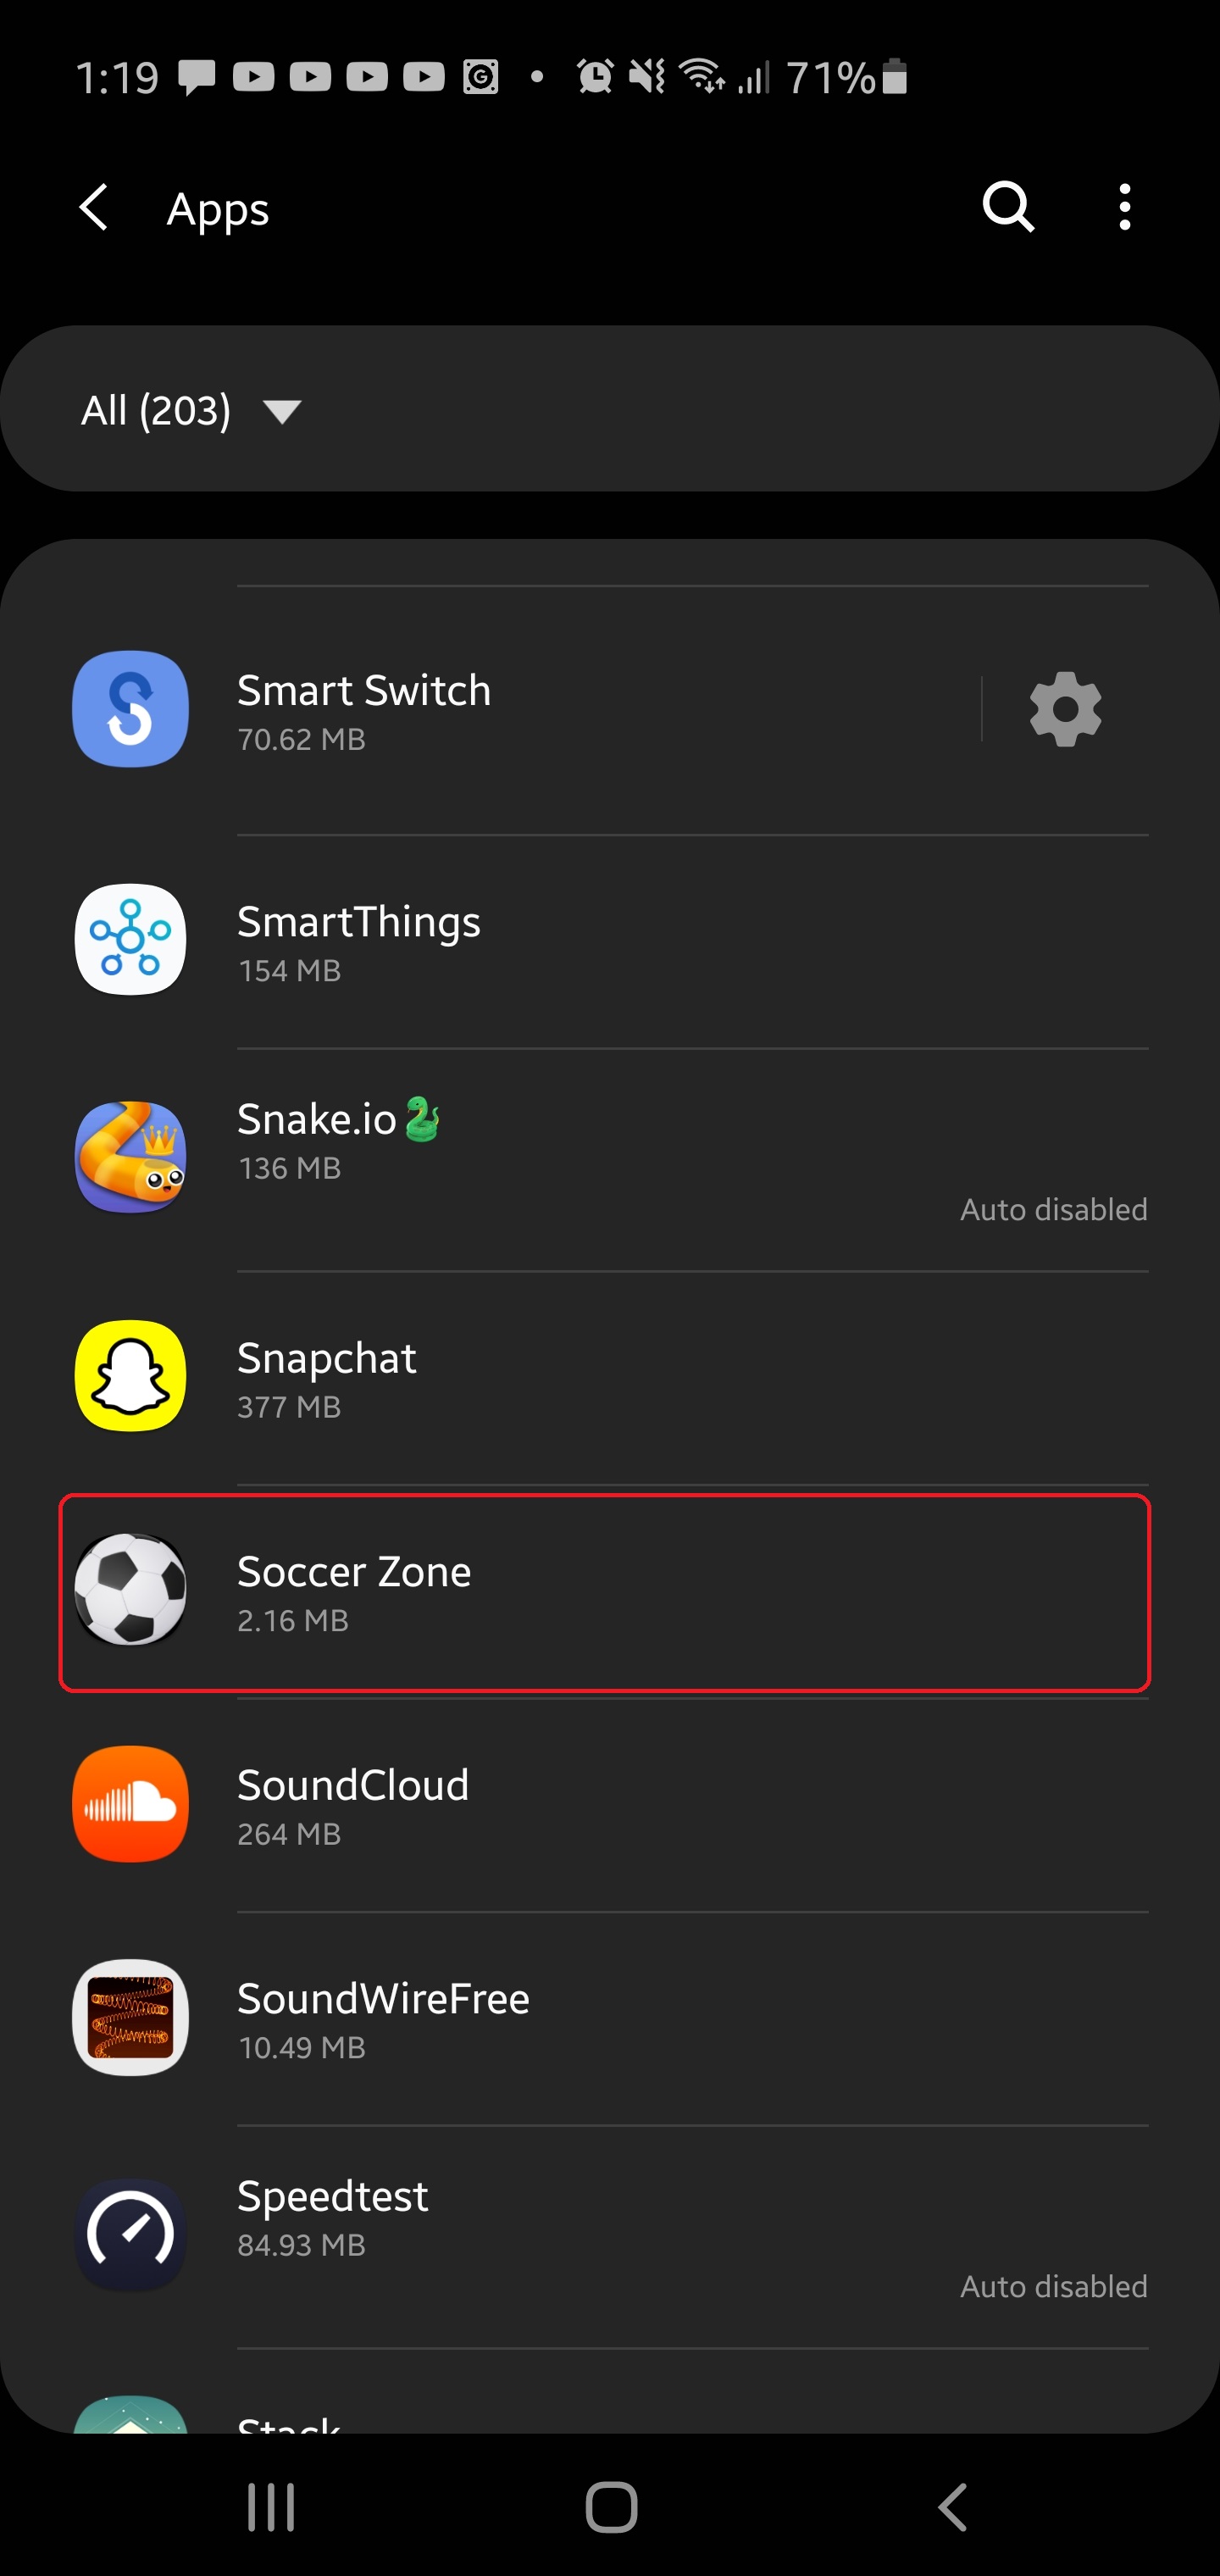 1:19 71%
Apps
All (203)
Smart Switch
70.62 MB
SmartThings
154 MB
Snake.io🐍
136 MB
Auto disabled
Snapchat
377 MB
Soccer Zone
2.16 MB
SoundCloud
264 MB
SoundWireFree
10.49 MB
Speedtest
84.93 MB
Auto disabled
Stack